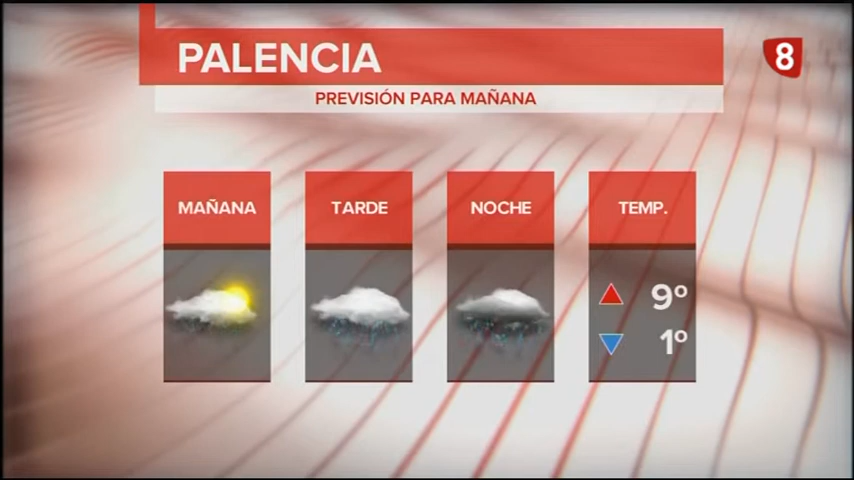 PALENCIA
8
PREVISIÓN PARA MAÑANA
MAÑANA
TARDE
NOCHE
TEMP.
9º
1º